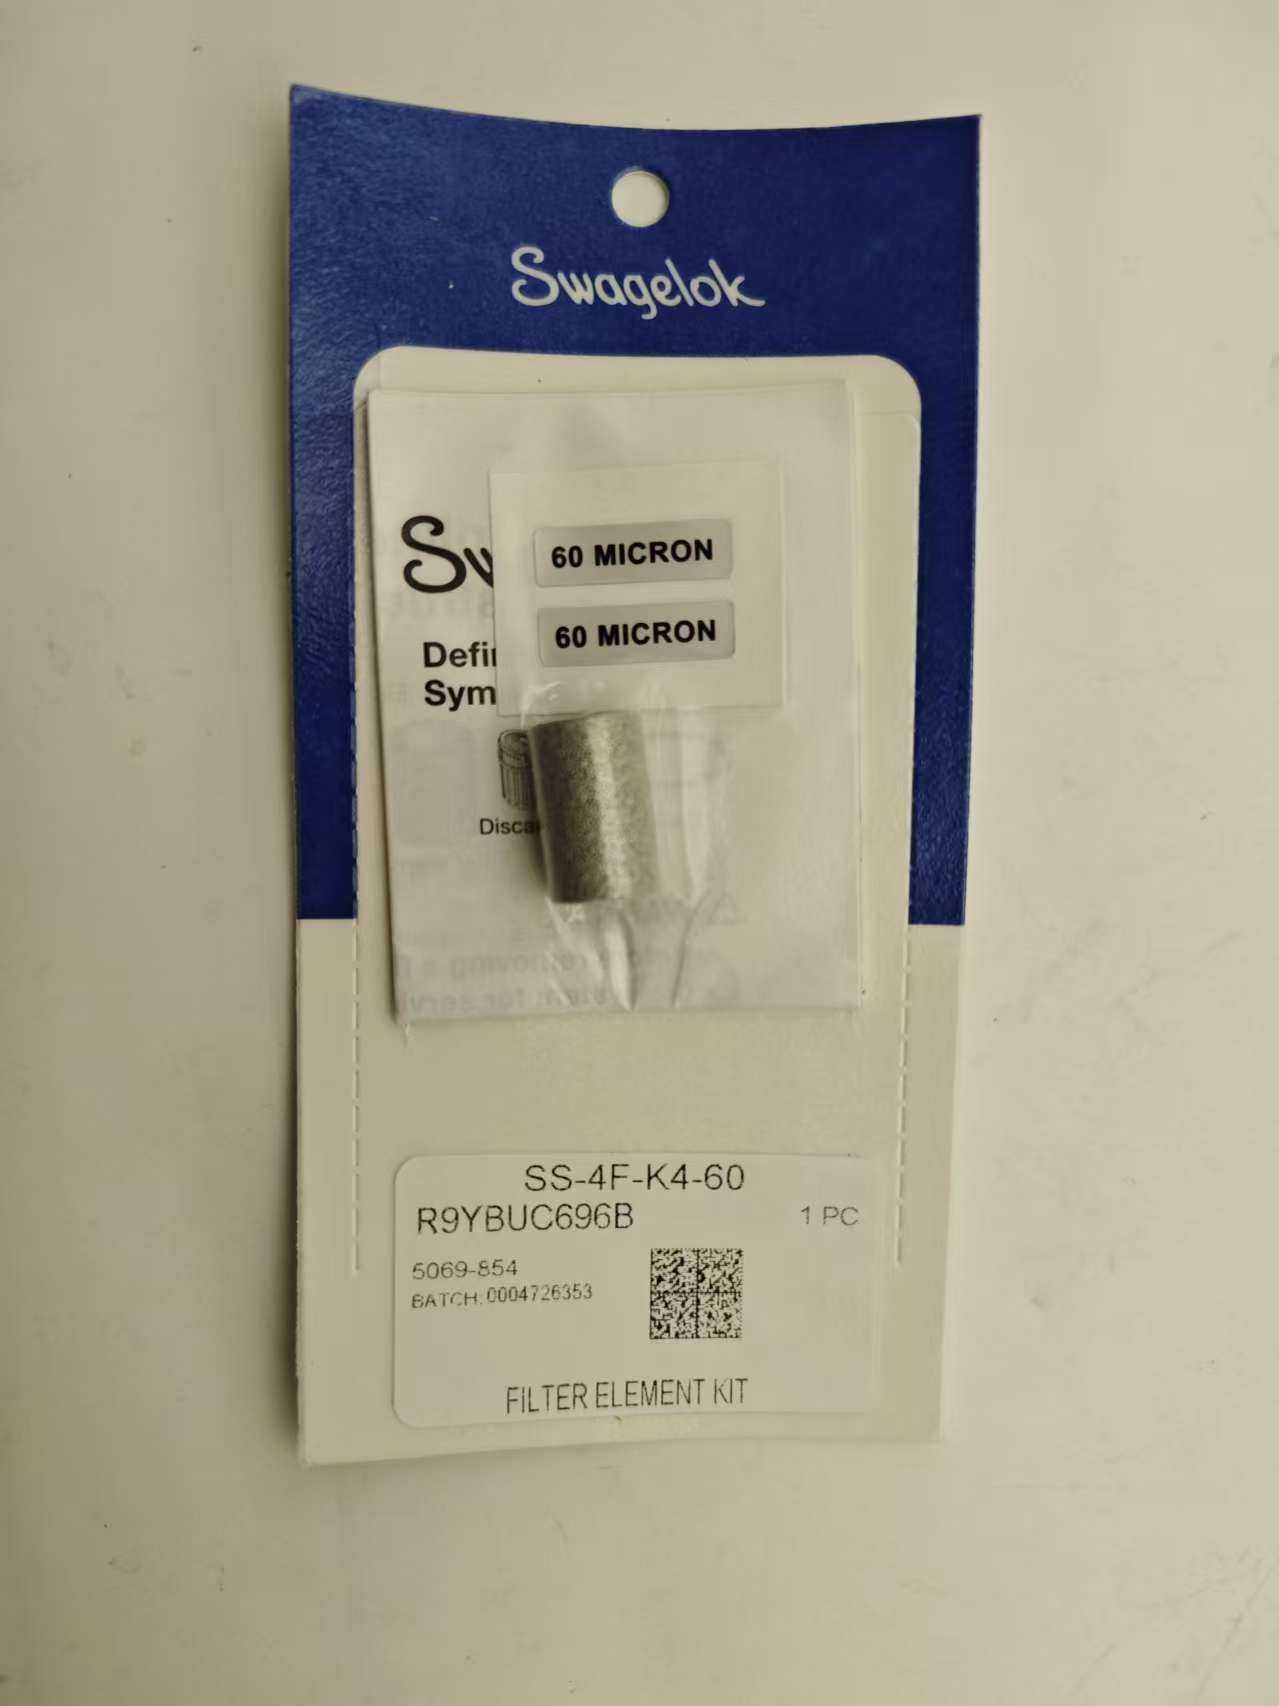 Swagelok
Sw
60 MICRON
60 MICRON
Defi
Sym
Disca
SS-4F-K4-60
R9YBUC696B
1 PC
5069-854
BATCH: 0004726353
FILTER ELEMENT KIT